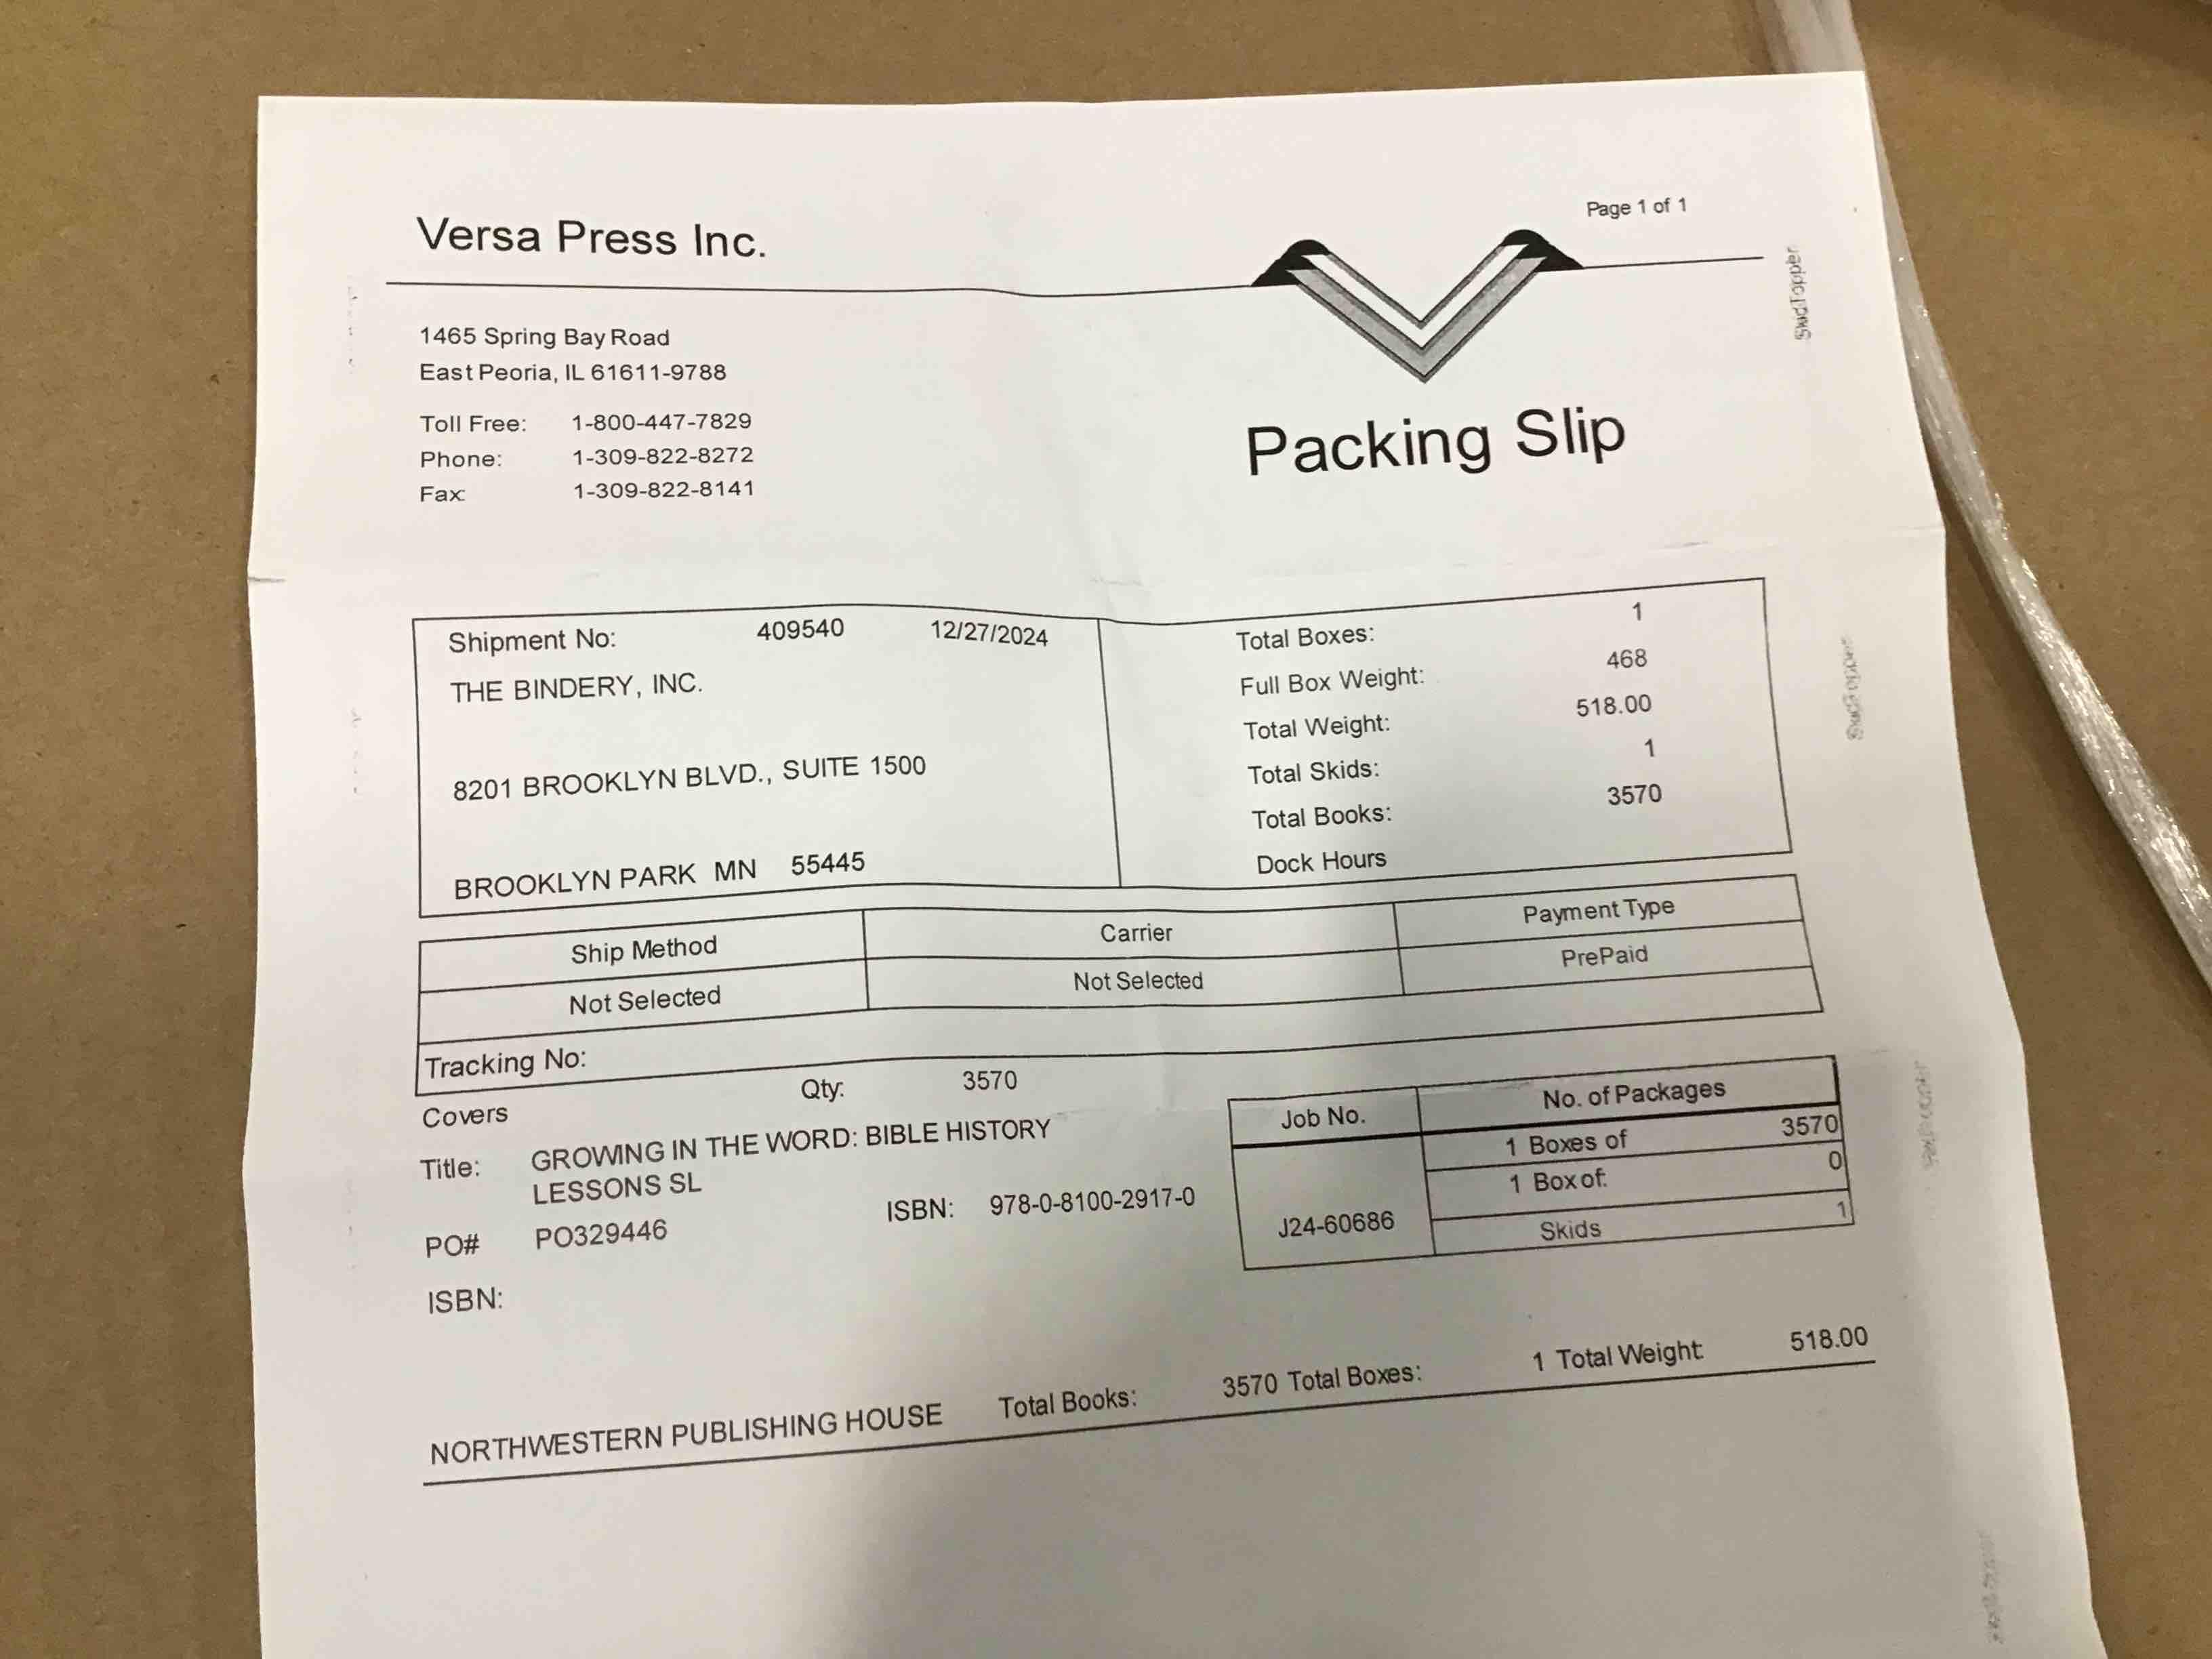 Page 1 of 1
Versa Press Inc.
1465 Spring Bay Road
East Peoria, IL 61611-9788
Toll Free: 1-800-447-7829
Phone: 1-309-822-8272
Fax: 1-309-822-8141
Packing Slip
Shipment No: 409540 12/27/2024
THE BINDERY, INC.
8201 BROOKLYN BLVD., SUITE 1500
BROOKLYN PARK MN 55445
Total Boxes: 1
Full Box Weight: 468
Total Weight: 518.00
Total Skids: 1
Total Books: 3570
Dock Hours
Ship Method Carrier Payment Type
Not Selected Not Selected PrePaid
Tracking No:
Covers Qty: 3570
Title: GROWING IN THE WORD: BIBLE HISTORY
LESSONS SL
PO# PO329446 ISBN: 978-0-8100-2917-0
ISBN:
Job No. No. of Packages
1 Boxes of 3570
1 Box of: 0
J24-60686 Skids 1
NORTHWESTERN PUBLISHING HOUSE Total Books: 3570 Total Boxes: 1 Total Weight: 518.00
SkidTopper
SkidTopper